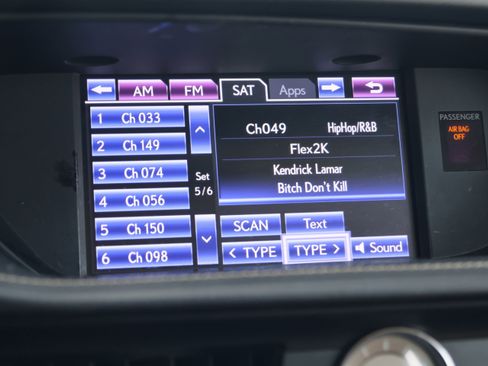 AM FM SAT Apps
1 Ch 033
2 Ch 149
3 Ch 074
4 Ch 056
5 Ch 150
6 Ch 098
Set
5/6
Ch049 HipHop/R&B
Flex2K
Kendrick Lamar
Bitch Don't Kill
SCAN Text
< TYPE TYPE > Sound
PASSENGER
AIR BAG
OFF